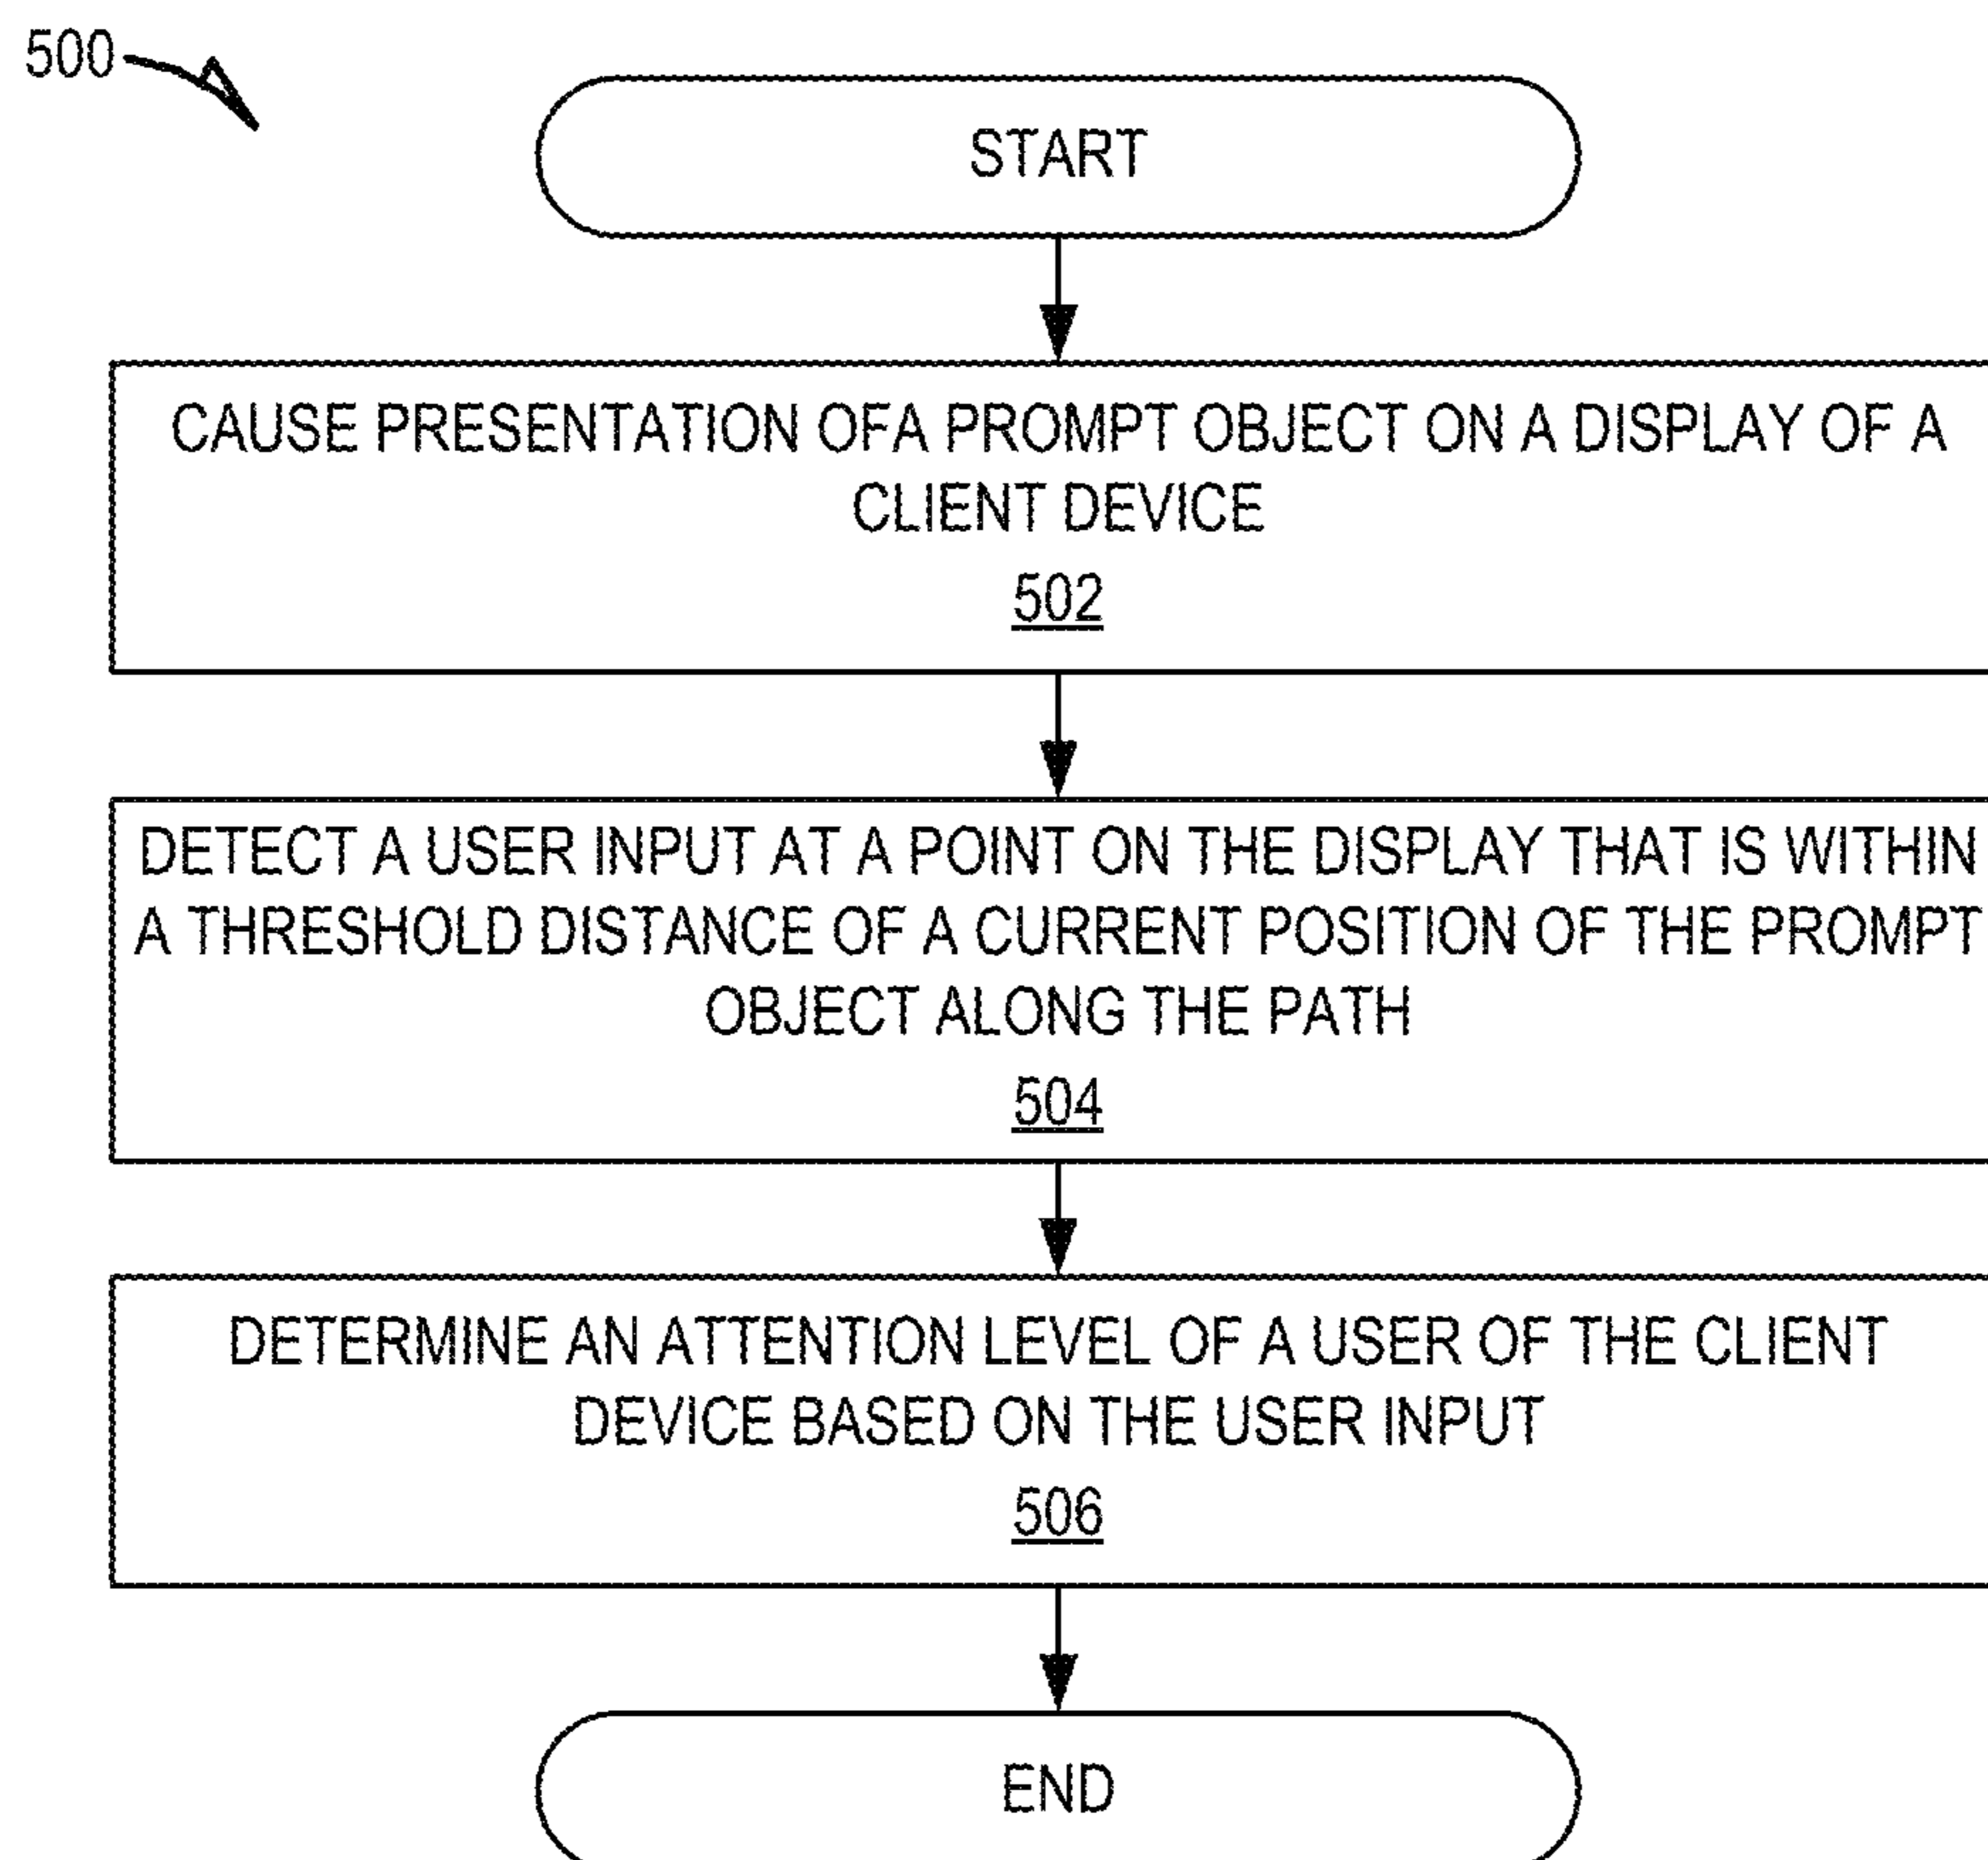 500
START
CAUSE PRESENTATION OFA PROMPT OBJECT ON A DISPLAY OF A
CLIENT DEVICE
502
DETECT A USER INPUT AT A POINT ON THE DISPLAY THAT IS WITHIN
A THRESHOLD DISTANCE OF A CURRENT POSITION OF THE PROMPT
OBJECT ALONG THE PATH
504
DETERMINE AN ATTENTION LEVEL OF A USER OF THE CLIENT
DEVICE BASED ON THE USER INPUT
506
END